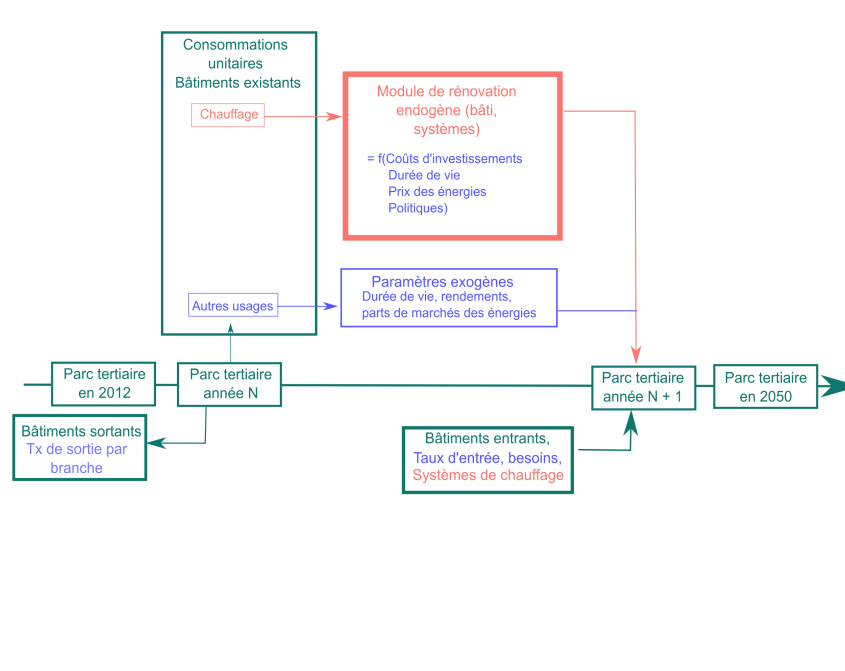 Consommations
unitaires
Bâtiments existants
Chauffage
Module de rénovation
endogène (bâti,
systèmes)
= f(Coûts d'investissements
Durée de vie
Prix des énergies
Politiques)
Autres usages
Paramètres exogènes
Durée de vie, rendements,
parts de marchés des énergies
Parc tertiaire
en 2012
Parc tertiaire
année N
Parc tertiaire
année N + 1
Parc tertiaire
en 2050
Bâtiments sortants
Tx de sortie par
branche
Bâtiments entrants,
Taux d'entrée, besoins,
Systèmes de chauffage